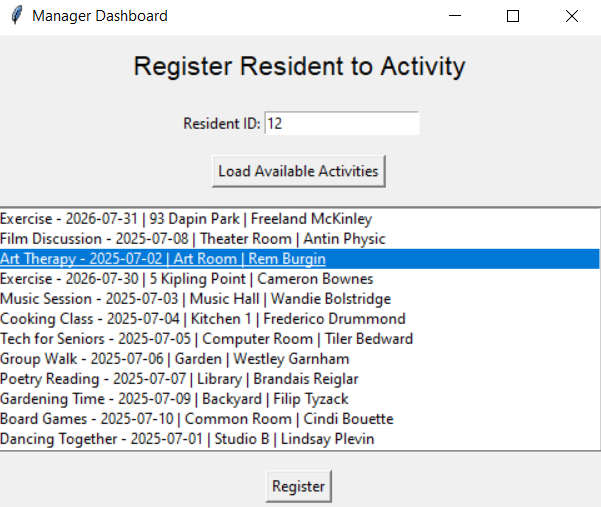 Manager Dashboard
Register Resident to Activity
Resident ID: 12
Load Available Activities
Exercise - 2026-07-31 | 93 Dapin Park | Freeland McKinley
Film Discussion - 2025-07-08 | Theater Room | Antin Physic
Art Therapy - 2025-07-02 | Art Room | Rem Burgin
Exercise - 2026-07-30 | 5 Kipling Point | Cameron Bownes
Music Session - 2025-07-03 | Music Hall | Wandie Bolstridge
Cooking Class - 2025-07-04 | Kitchen 1 | Frederico Drummond
Tech for Seniors - 2025-07-05 | Computer Room | Tiler Bedward
Group Walk - 2025-07-06 | Garden | Westley Garnham
Poetry Reading - 2025-07-07 | Library | Brandais Reiglar
Gardening Time - 2025-07-09 | Backyard | Filip Tyzack
Board Games - 2025-07-10 | Common Room | Cindi Bouette
Dancing Together - 2025-07-01 | Studio B | Lindsay Plevin
Register